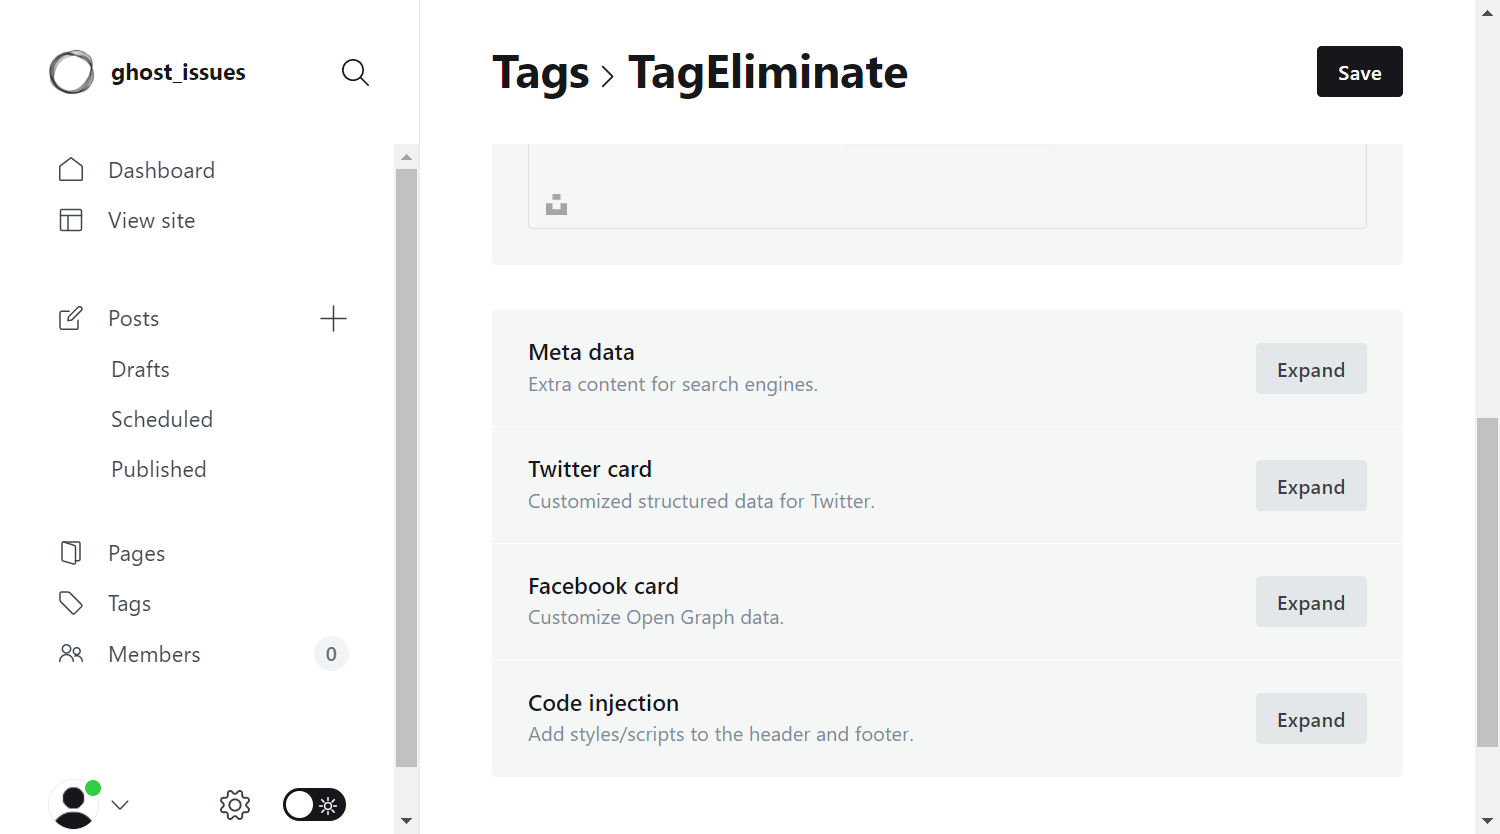 ghost_issues
Dashboard
View site
Posts
Drafts
Scheduled
Published
Pages
Tags
Members 0
Tags > TagEliminate
Save
Meta data
Extra content for search engines.
Expand
Twitter card
Customized structured data for Twitter.
Expand
Facebook card
Customize Open Graph data.
Expand
Code injection
Add styles/scripts to the header and footer.
Expand